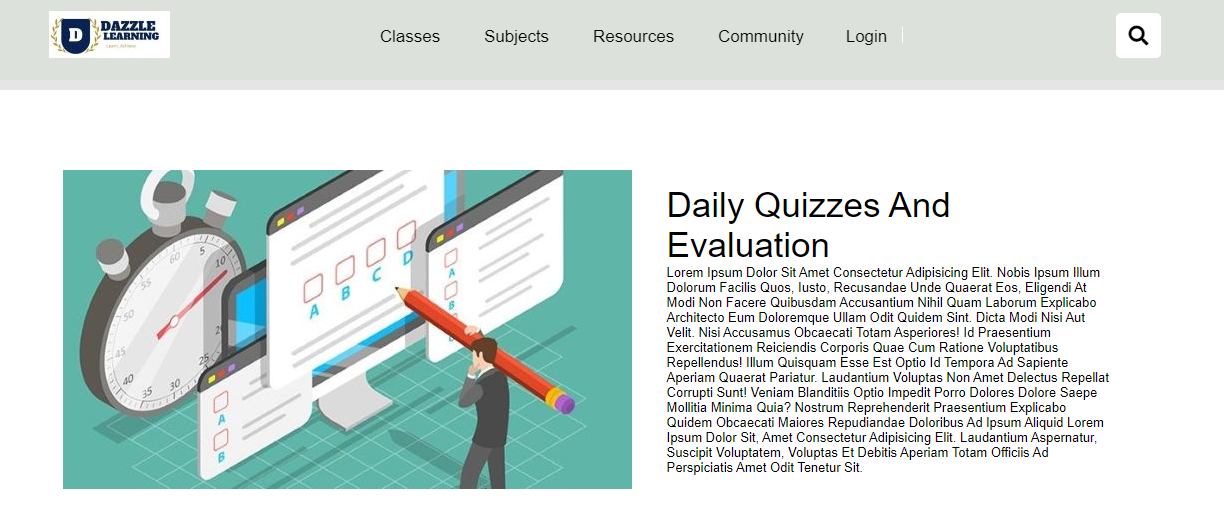 DAZZLE
D LEARNING
Learn. Achieve.
Classes Subjects Resources Community Login
60
55 5
50 10
45
40
35
30
A B C D
A
B
A
B
Daily Quizzes And
Evaluation
Lorem Ipsum Dolor Sit Amet Consectetur Adipisicing Elit. Nobis Ipsum Illum
Dolorum Facilis Quos, Iusto, Recusandae Unde Quaerat Eos, Eligendi At
Modi Non Facere Quibusdam Accusantium Nihil Quam Laborum Explicabo
Architecto Eum Doloremque Ullam Odit Quidem Sint. Dicta Modi Nisi Aut
Velit. Nisi Accusamus Obcaecati Totam Asperiores! Id Praesentium
Exercitationem Reiciendis Corporis Quae Cum Ratione Voluptatibus
Repellendus! Illum Quisquam Esse Est Optio Id Tempora Ad Sapiente
Aperiam Quaerat Pariatur. Laudantium Voluptas Non Amet Delectus Repellat
Corrupti Sunt! Veniam Blanditiis Optio Impedit Porro Dolores Dolore Saepe
Mollitia Minima Quia? Nostrum Reprehenderit Praesentium Explicabo
Quidem Obcaecati Maiores Repudiandae Doloribus Ad Ipsum Aliquid Lorem
Ipsum Dolor Sit, Amet Consectetur Adipisicing Elit. Laudantium Aspernatur,
Suscipit Voluptatem, Voluptas Et Debitis Aperiam Totam Officiis Ad
Perspiciatis Amet Odit Tenetur Sit.